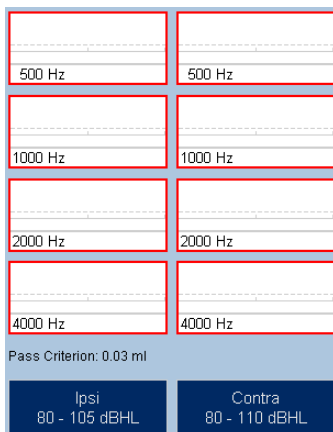 500 Hz 500 Hz
1000 Hz 1000 Hz
2000 Hz 2000 Hz
4000 Hz 4000 Hz
Pass Criterion: 0.03 ml
Ipsi Contra
80 - 105 dBHL 80 - 110 dBHL